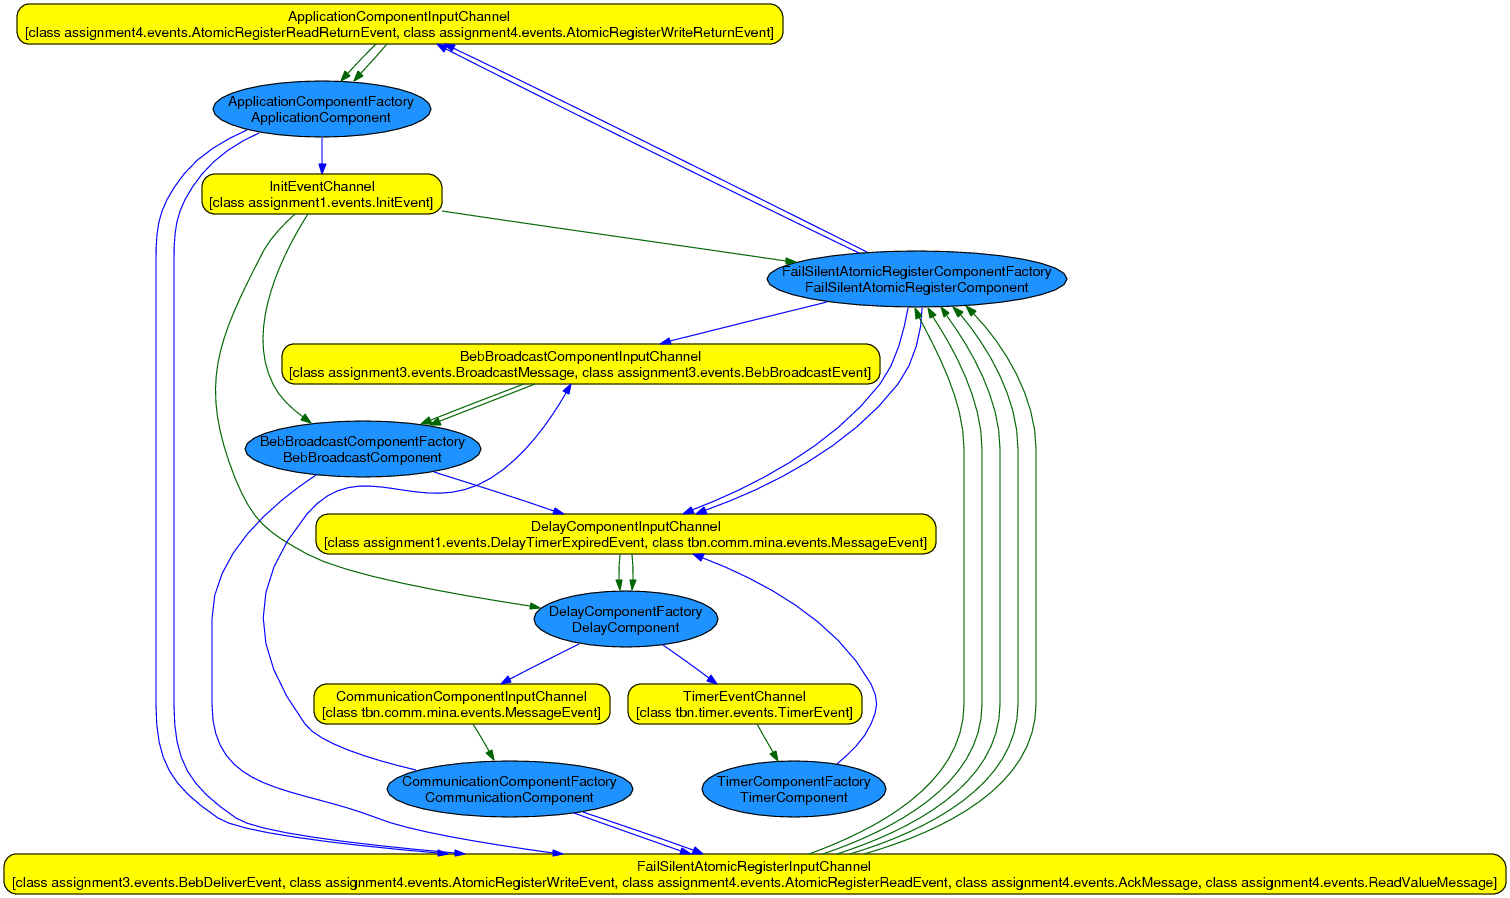 ApplicationComponentInputChannel
[class assignment4.events.AtomicRegisterReadReturnEvent, class assignment4.events.AtomicRegisterWriteReturnEvent]
ApplicationComponentFactory
ApplicationComponent
InitEventChannel
[class assignment1.events.InitEvent]
FailSilentAtomicRegisterComponentFactory
FailSilentAtomicRegisterComponent
BebBroadcastComponentInputChannel
[class assignment3.events.BroadcastMessage, class assignment3.events.BebBroadcastEvent]
BebBroadcastComponentFactory
BebBroadcastComponent
DelayComponentInputChannel
[class assignment1.events.DelayTimerExpiredEvent, class tbn.comm.mina.events.MessageEvent]
DelayComponentFactory
DelayComponent
CommunicationComponentInputChannel
[class tbn.comm.mina.events.MessageEvent]
TimerEventChannel
[class tbn.timer.events.TimerEvent]
CommunicationComponentFactory
CommunicationComponent
TimerComponentFactory
TimerComponent
FailSilentAtomicRegisterInputChannel
[class assignment3.events.BebDeliverEvent, class assignment4.events.AtomicRegisterWriteEvent, class assignment4.events.AtomicRegisterReadEvent, class assignment4.events.AckMessage, class assignment4.events.ReadValueMessage]